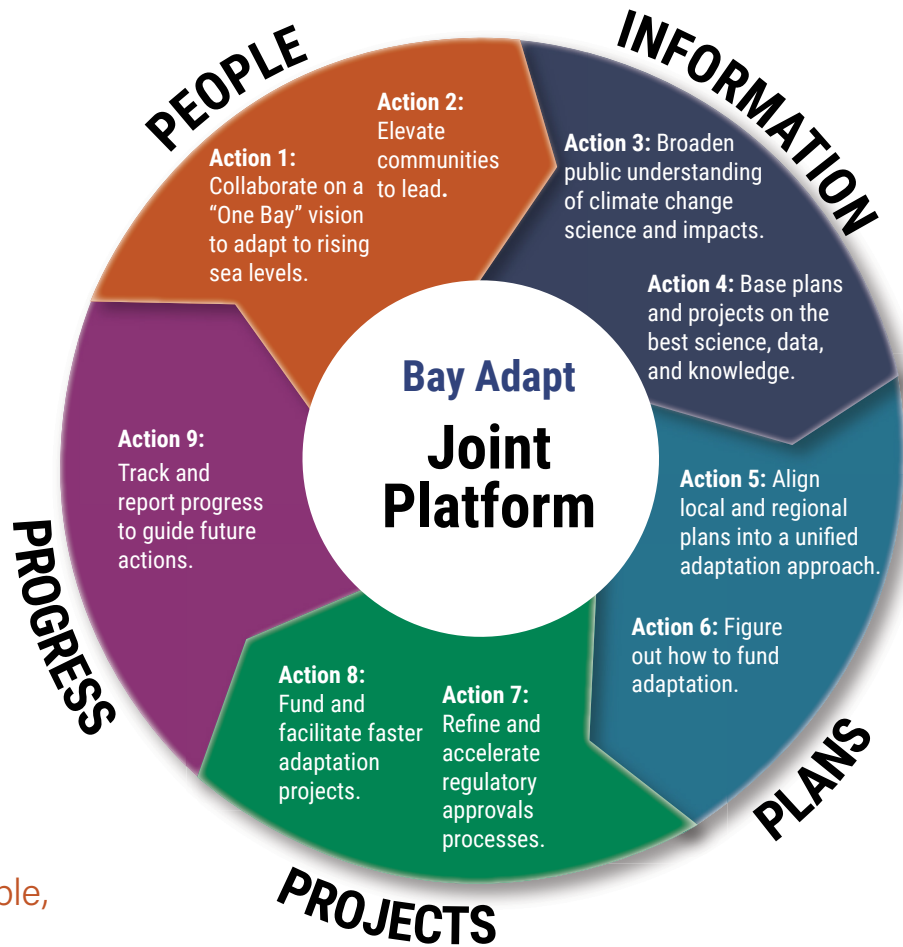 PEOPLE
Action 1:
Collaborate on a
“One Bay” vision
to adapt to rising
sea levels.
Action 2:
Elevate
communities
to lead.
INFORMATION
Action 3: Broaden
public understanding
of climate change
science and impacts.
Action 4: Base plans
and projects on the
best science, data,
and knowledge.
Bay Adapt
Joint
Platform
Action 5: Align
local and regional
plans into a unified
adaptation approach.
Action 6: Figure
out how to fund
adaptation.
PLANS
Action 7:
Refine and
accelerate
regulatory
approvals
processes.
Action 8:
Fund and
facilitate faster
adaptation
projects.
PROJECTS
Action 9:
Track and
report progress
to guide future
actions.
PROGRESS